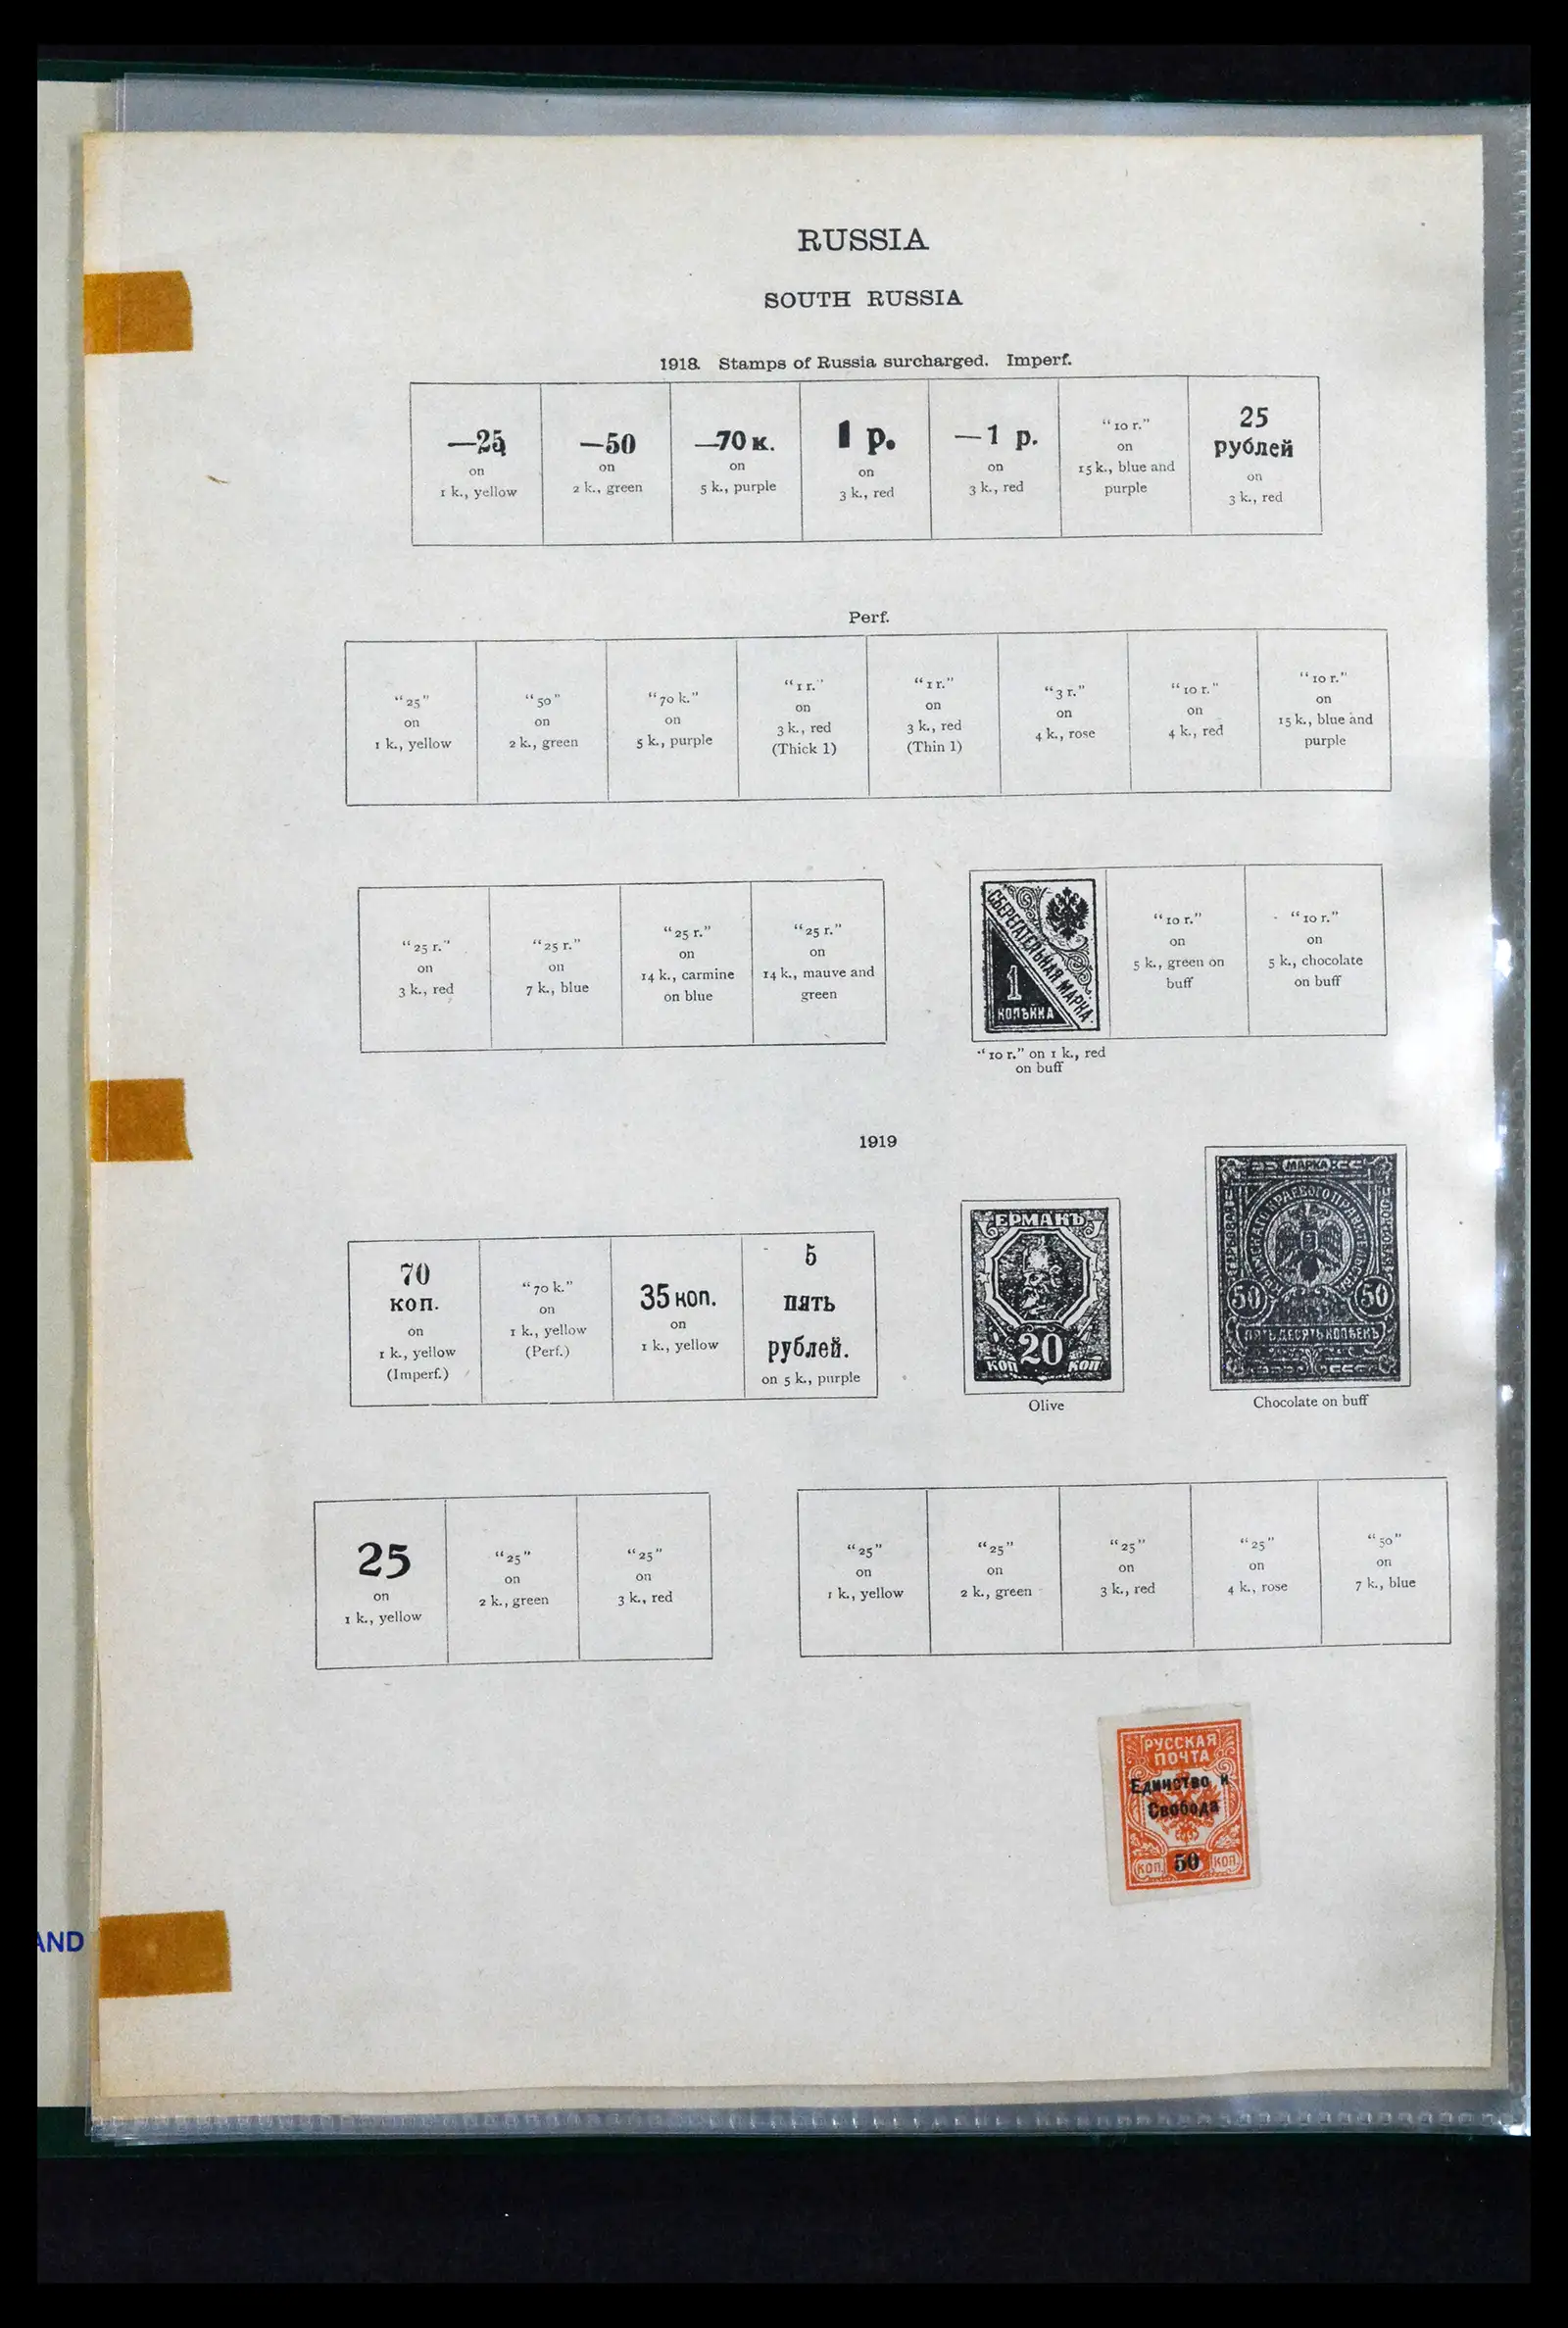 RUSSIA
SOUTH RUSSIA
1918. Stamps of Russia surcharged. Imperf.
—25
on
1 k., yellow
—50
on
2 k., green
—70 к.
on
5 k., purple
1 р.
on
3 k., red
—1 р.
on
3 k., red
“10 r.”
on
15 k., blue and
purple
25
рублей
on
3 k., red
Perf.
“25”
on
1 k., yellow
“50”
on
2 k., green
“70 k.”
on
5 k., purple
“1 r.”
on
3 k., red
(Thick 1)
“1 r.”
on
3 k., red
(Thin 1)
“3 r.”
on
4 k., rose
“10 r.”
on
4 k., red
“10 r.”
on
15 k., blue and
purple
“25 r.”
on
3 k., red
“25 r.”
on
7 k., blue
“25 r.”
on
14 k., carmine
on blue
“25 r.”
on
14 k., mauve and
green
СБЕРЕГАТЕЛЬНАЯ МАРКА
1
КОПѢЙКА
“10 r.” on 1 k., red
on buff
“10 r.”
on
5 k., green on
buff
“10 r.”
on
5 k., chocolate
on buff
1919
70
коп.
on
1 k., yellow
(Imperf.)
“70 k.”
on
1 k., yellow
(Perf.)
35 коп.
on
1 k., yellow
5
пять
рублей.
on 5 k., purple
ЕРМАКЪ
20
КОП КОП
Olive
МАРКА
50 50
ПЯТЬДЕСЯТЬ КОПѢЕКЪ
Chocolate on buff
25
on
1 k., yellow
“25”
on
2 k., green
“25”
on
3 k., red
“25”
on
1 k., yellow
“25”
on
2 k., green
“25”
on
3 k., red
“25”
on
4 k., rose
“50”
on
7 k., blue
РУССКАЯ
ПОЧТА
Единство и
Свобода
КОП. 50 КОП.
AND